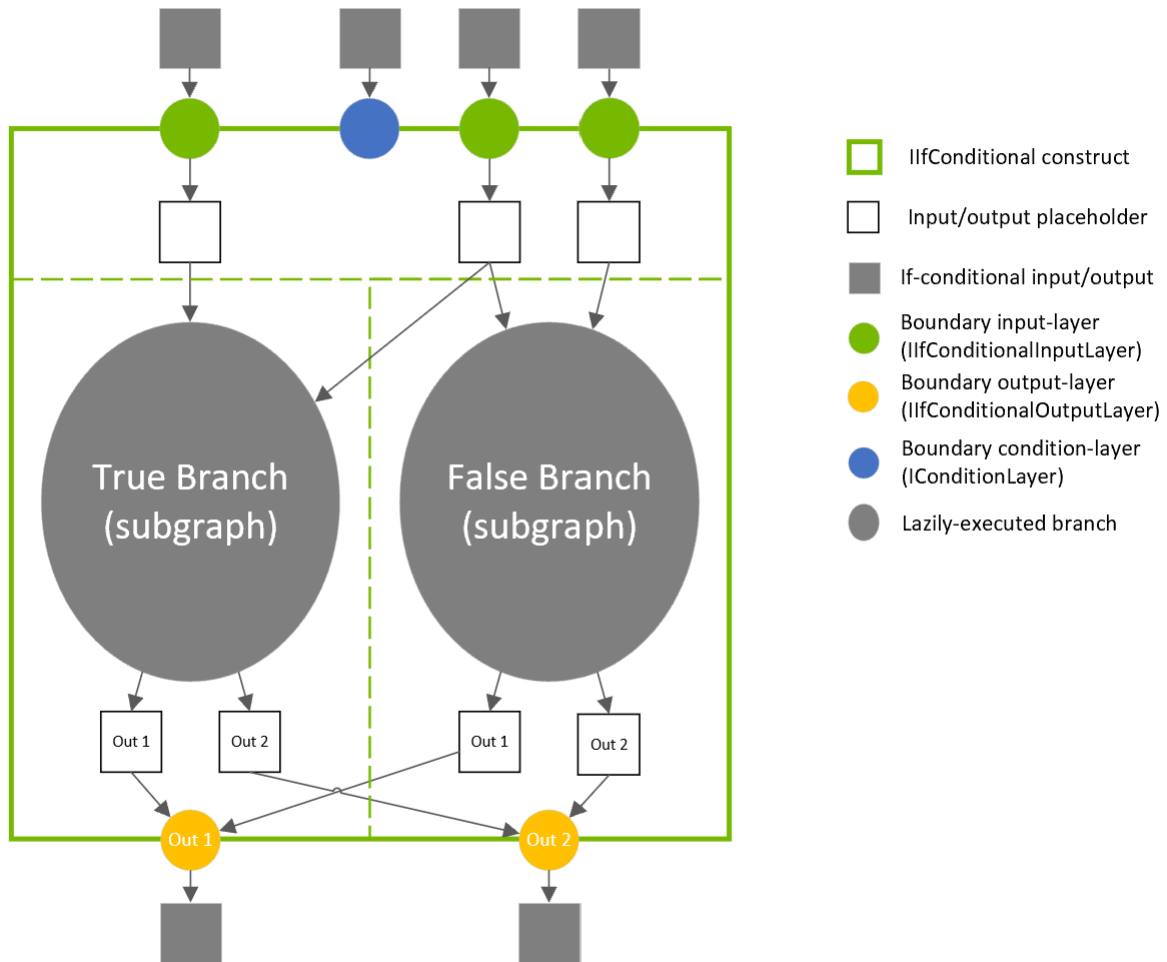 IIfConditional construct
Input/output placeholder
If-conditional input/output
Boundary input-layer
(IIfConditionalInputLayer)
Boundary output-layer
(IIfConditionalOutputLayer)
Boundary condition-layer
(IConditionLayer)
Lazily-executed branch
True Branch
(subgraph)
False Branch
(subgraph)
Out 1
Out 2
Out 1
Out 2
Out 1
Out 2